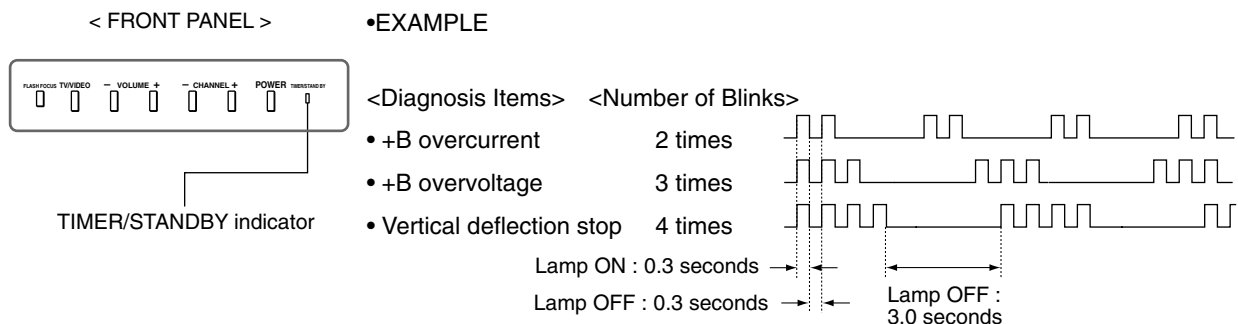 < FRONT PANEL >
•EXAMPLE
FLASH FOCUS TV/VIDEO – VOLUME + – CHANNEL + POWER TIMER/STAND BY
<Diagnosis Items> <Number of Blinks>
• +B overcurrent 2 times
• +B overvoltage 3 times
TIMER/STANDBY indicator
• Vertical deflection stop 4 times
Lamp ON : 0.3 seconds
Lamp OFF : 0.3 seconds
Lamp OFF :
3.0 seconds